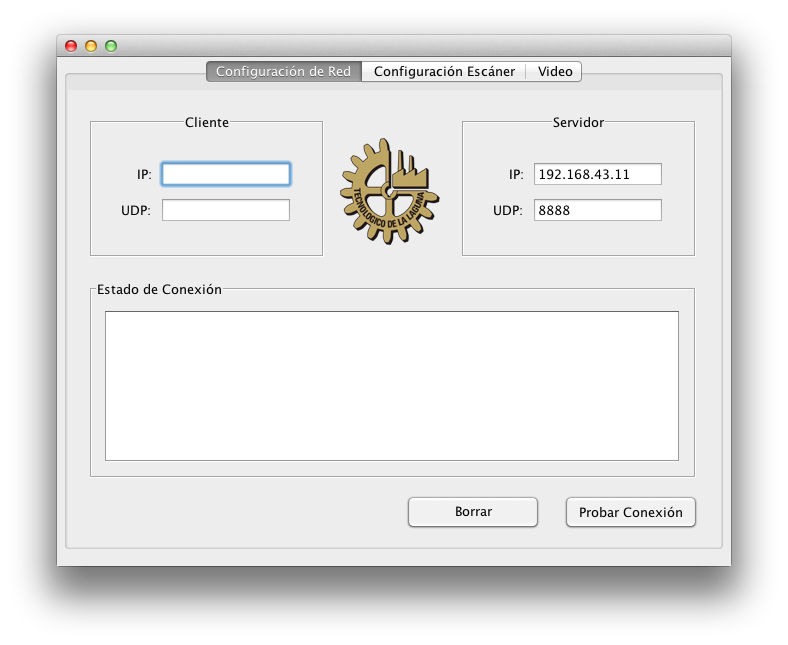 Configuración de Red Configuración Escáner Video
Cliente
IP:
UDP:
TECNOLOGICO DE LA LAGUNA
Servidor
IP: 192.168.43.11
UDP: 8888
Estado de Conexión
Borrar Probar Conexión